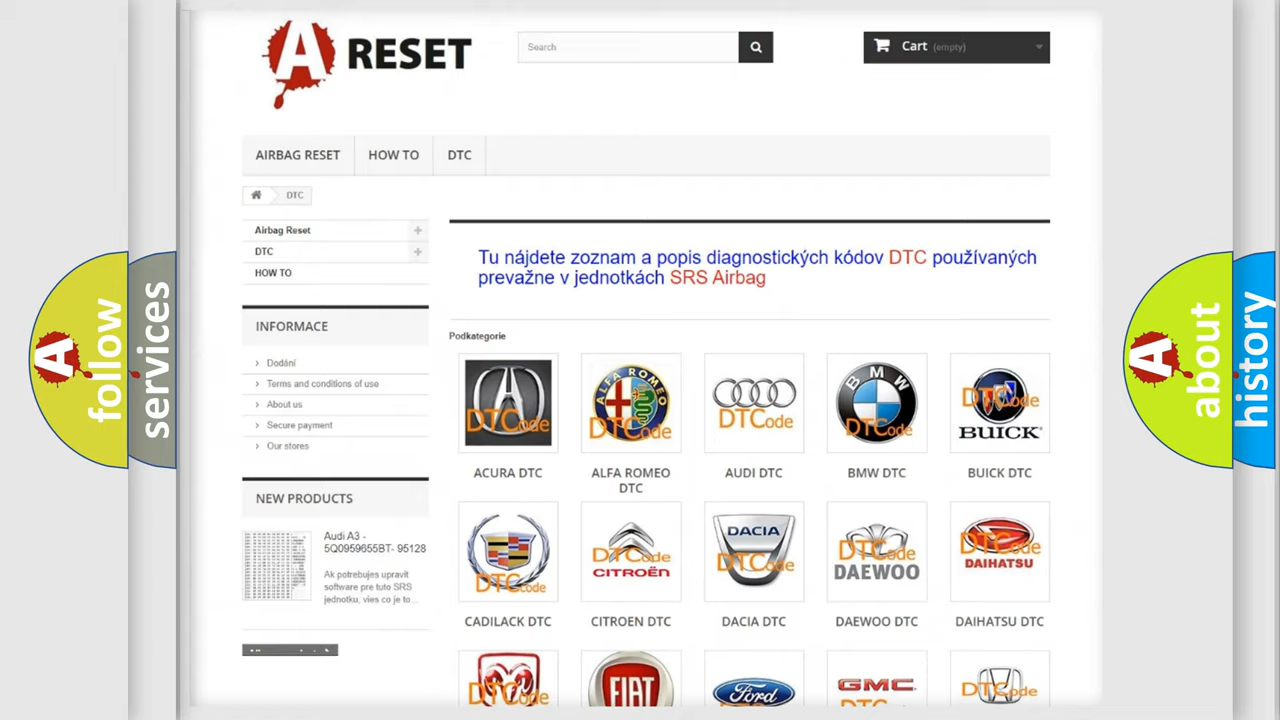 A RESET
Search
Cart (empty)
AIRBAG RESET
HOW TO
DTC
DTC
Airbag Reset
DTC
HOW TO
Tu nájdete zoznam a popis diagnostických kódov DTC používaných
prevažne v jednotkách SRS Airbag
INFORMACE
Dodání
Terms and conditions of use
About us
Secure payment
Our stores
Podkategorie
DTCode
ALFA ROMEO
DTCode
DTCode
BMW
DTCode
DTCode
BUICK
ACURA DTC
ALFA ROMEO
DTC
AUDI DTC
BMW DTC
BUICK DTC
NEW PRODUCTS
Audi A3 -
5Q0959655BT- 95128
Ak potrebujes upravit
software pre tuto SRS
jednotku, vies co je to...
DTCode
DTCode
CITROËN
DACIA
DTCode
DTCode
DAEWOO
DTCode
DAIHATSU
CADILACK DTC
CITROEN DTC
DACIA DTC
DAEWOO DTC
DAIHATSU DTC
DTCode
FIAT
Ford
GMC
DTCode
A follow
services
A about
history